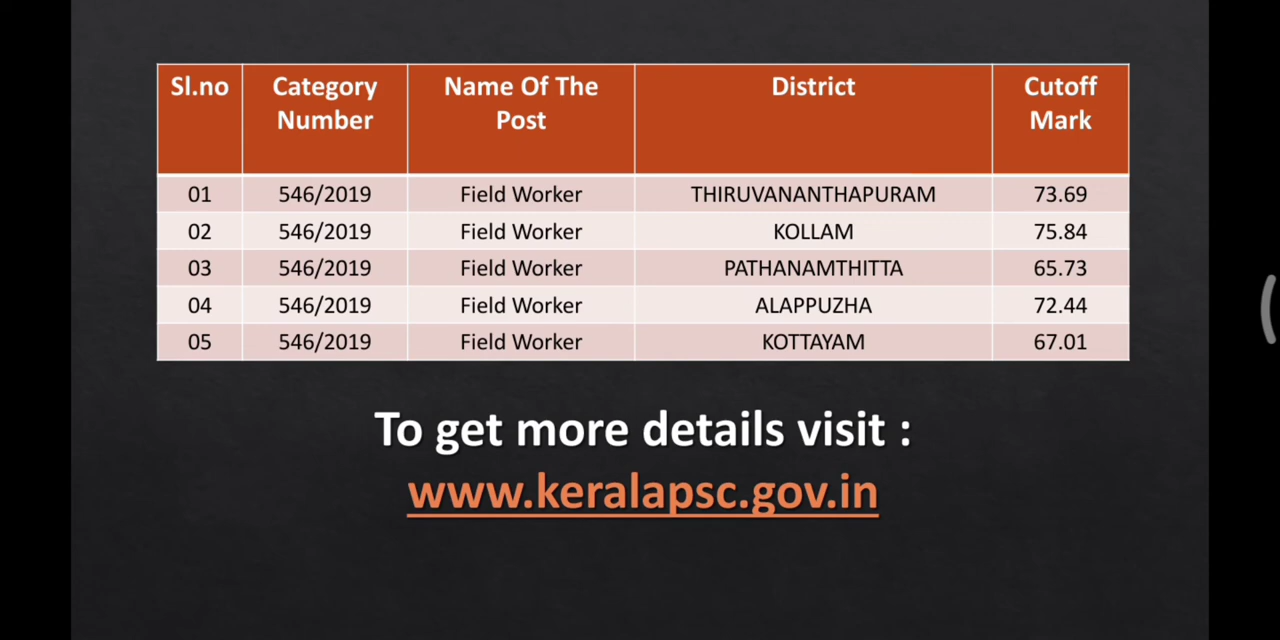 Sl.no Category Number Name Of The Post District Cutoff Mark
01 546/2019 Field Worker THIRUVANANTHAPURAM 73.69
02 546/2019 Field Worker KOLLAM 75.84
03 546/2019 Field Worker PATHANAMTHITTA 65.73
04 546/2019 Field Worker ALAPPUZHA 72.44
05 546/2019 Field Worker KOTTAYAM 67.01
To get more details visit :
www.keralapsc.gov.in